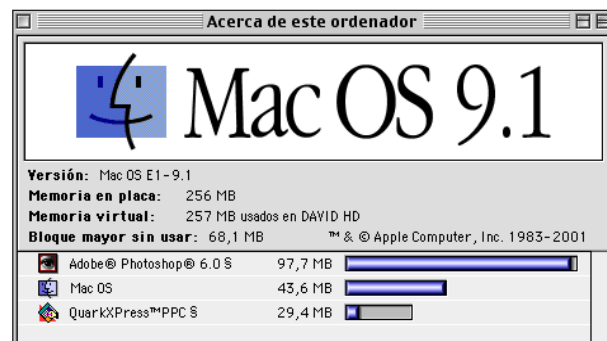 Acerca de este ordenador
Mac OS 9.1
Versión: Mac OS E1-9.1
Memoria en placa: 256 MB
Memoria virtual: 257 MB usados en DAVID HD
Bloque mayor sin usar: 68,1 MB ™ & © Apple Computer, Inc. 1983-2001
Adobe® Photoshop® 6.0 § 97,7 MB
Mac OS 43,6 MB
QuarkXPress™PPC § 29,4 MB